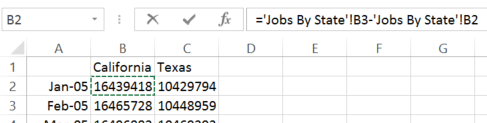 B2 fx ='Jobs By State'!B3-'Jobs By State'!B2
A B C D E F G
1 California Texas
2 Jan-05 16439418 10429794
3 Feb-05 16465728 10448959